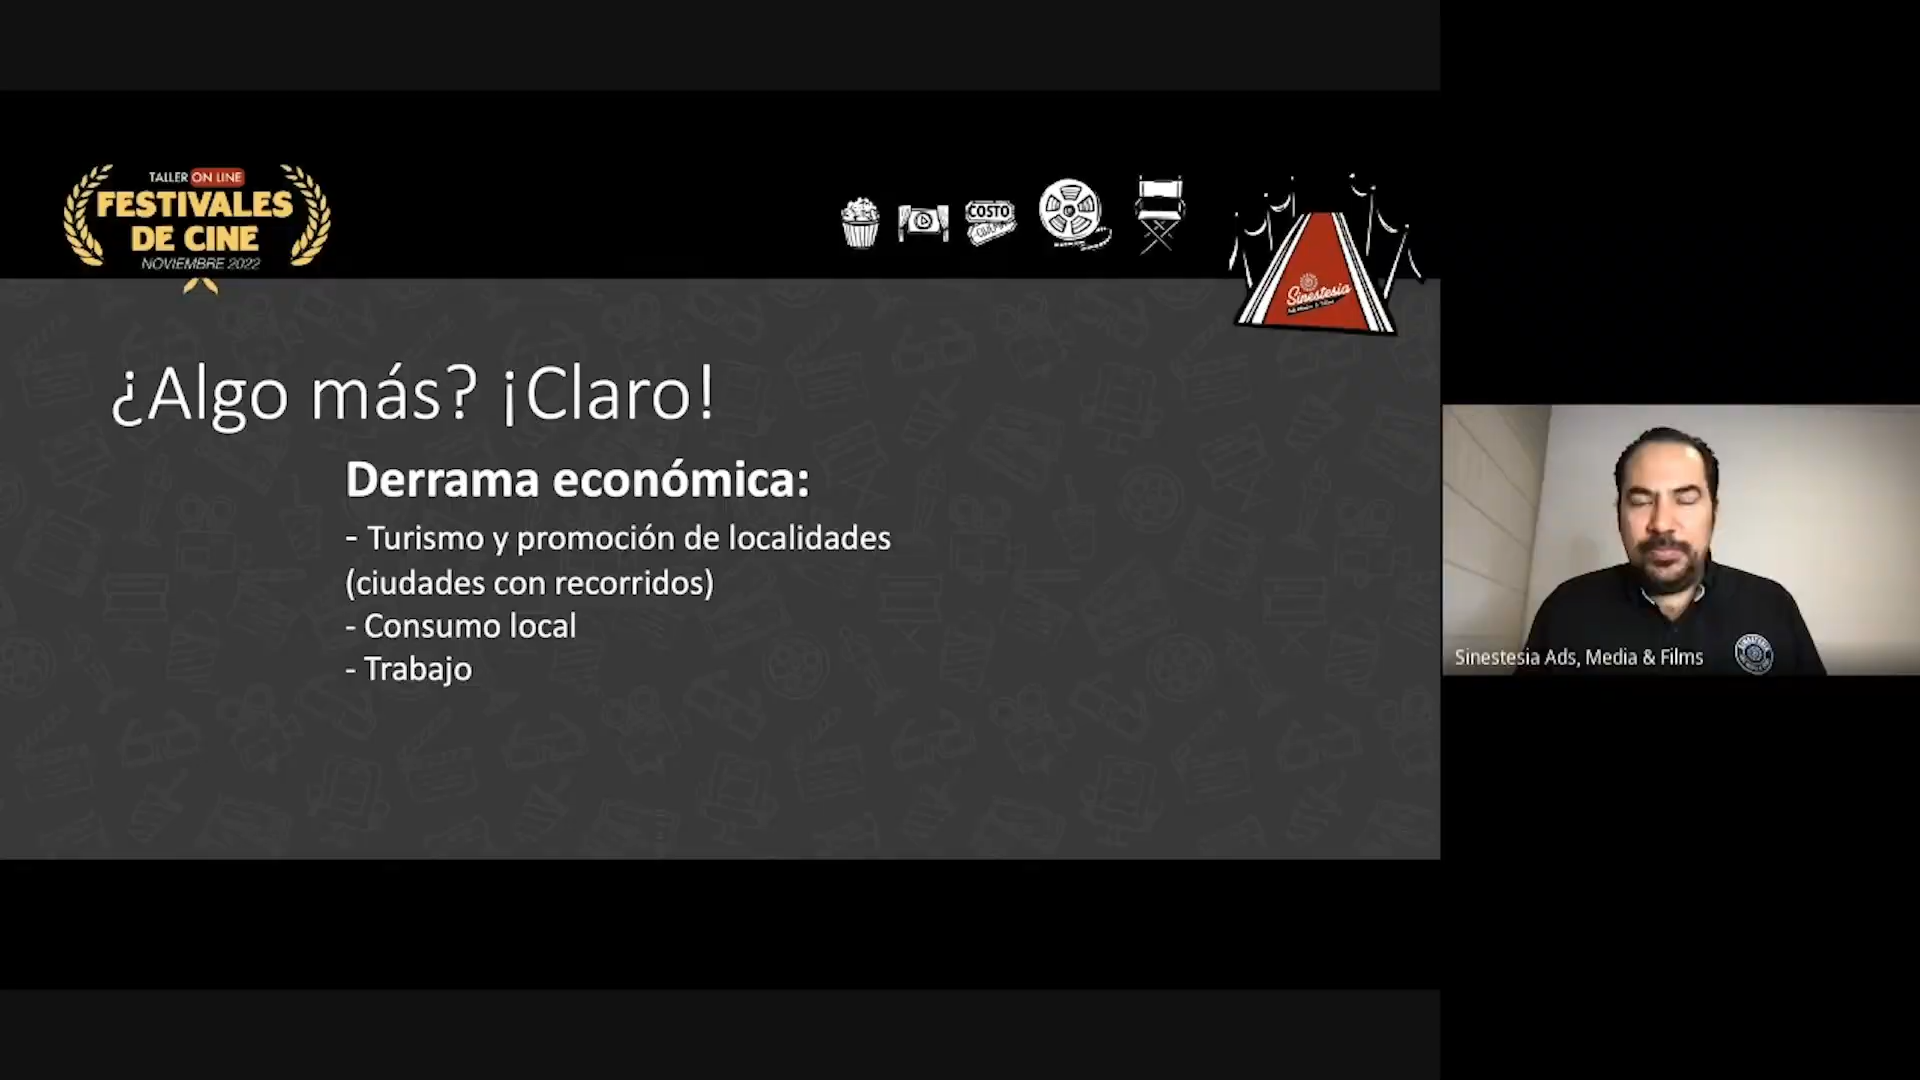 TALLER ON LINE
FESTIVALES
DE CINE
NOVIEMBRE 2022
COSTO
Sinestesia
¿Algo más? ¡Claro!
Derrama económica:
- Turismo y promoción de localidades
(ciudades con recorridos)
- Consumo local
- Trabajo
Sinestesia Ads, Media & Films